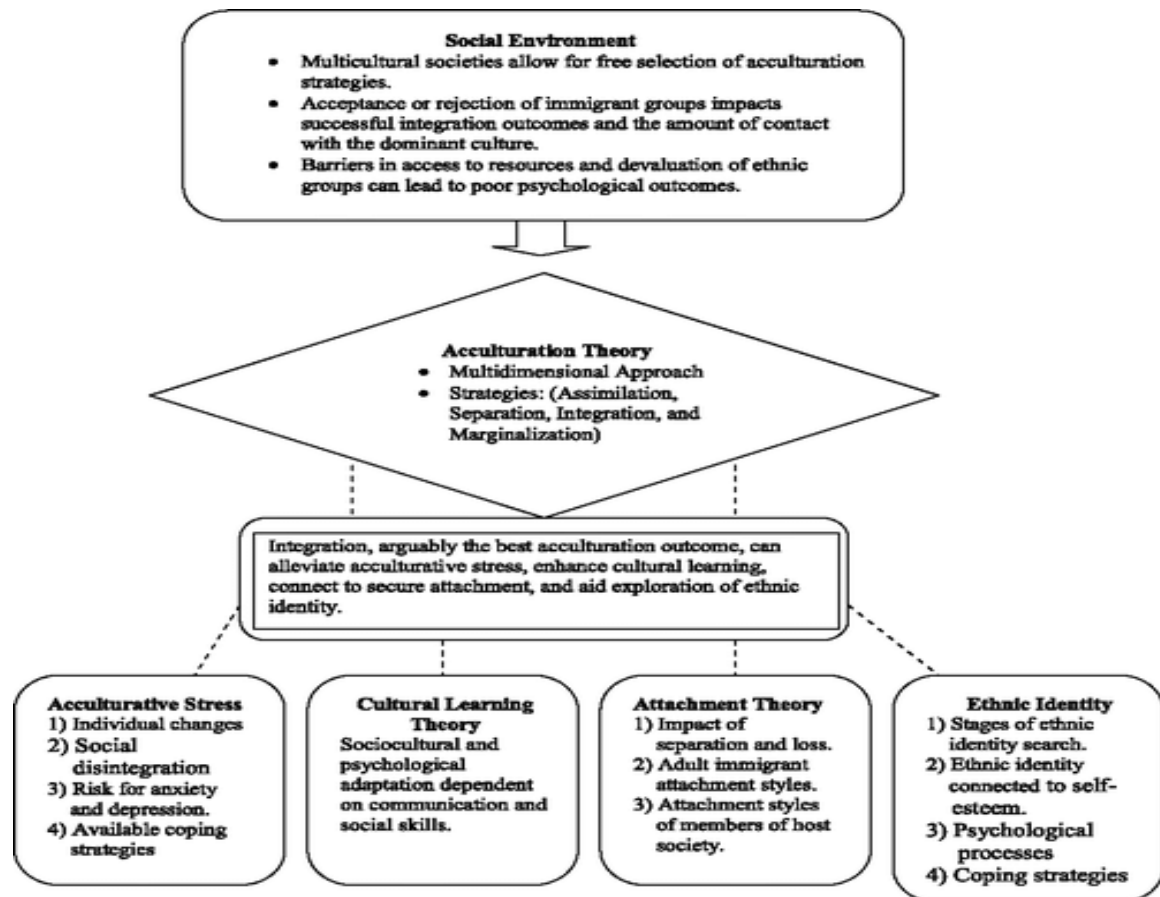 Social Environment
• Multicultural societies allow for free selection of acculturation
strategies.
• Acceptance or rejection of immigrant groups impacts
successful integration outcomes and the amount of contact
with the dominant culture.
• Barriers in access to resources and devaluation of ethnic
groups can lead to poor psychological outcomes.
Acculturation Theory
• Multidimensional Approach
• Strategies: (Assimilation,
Separation, Integration, and
Marginalization)
Integration, arguably the best acculturation outcome, can
alleviate acculturative stress, enhance cultural learning,
connect to secure attachment, and aid exploration of ethnic
identity.
Acculturative Stress
1) Individual changes
2) Social
disintegration
3) Risk for anxiety
and depression.
4) Available coping
strategies
Cultural Learning
Theory
Sociocultural and
psychological
adaptation dependent
on communication and
social skills.
Attachment Theory
1) Impact of
separation and loss.
2) Adult immigrant
attachment styles.
3) Attachment styles
of members of host
society.
Ethnic Identity
1) Stages of ethnic
identity search.
2) Ethnic identity
connected to self-
esteem.
3) Psychological
processes
4) Coping strategies